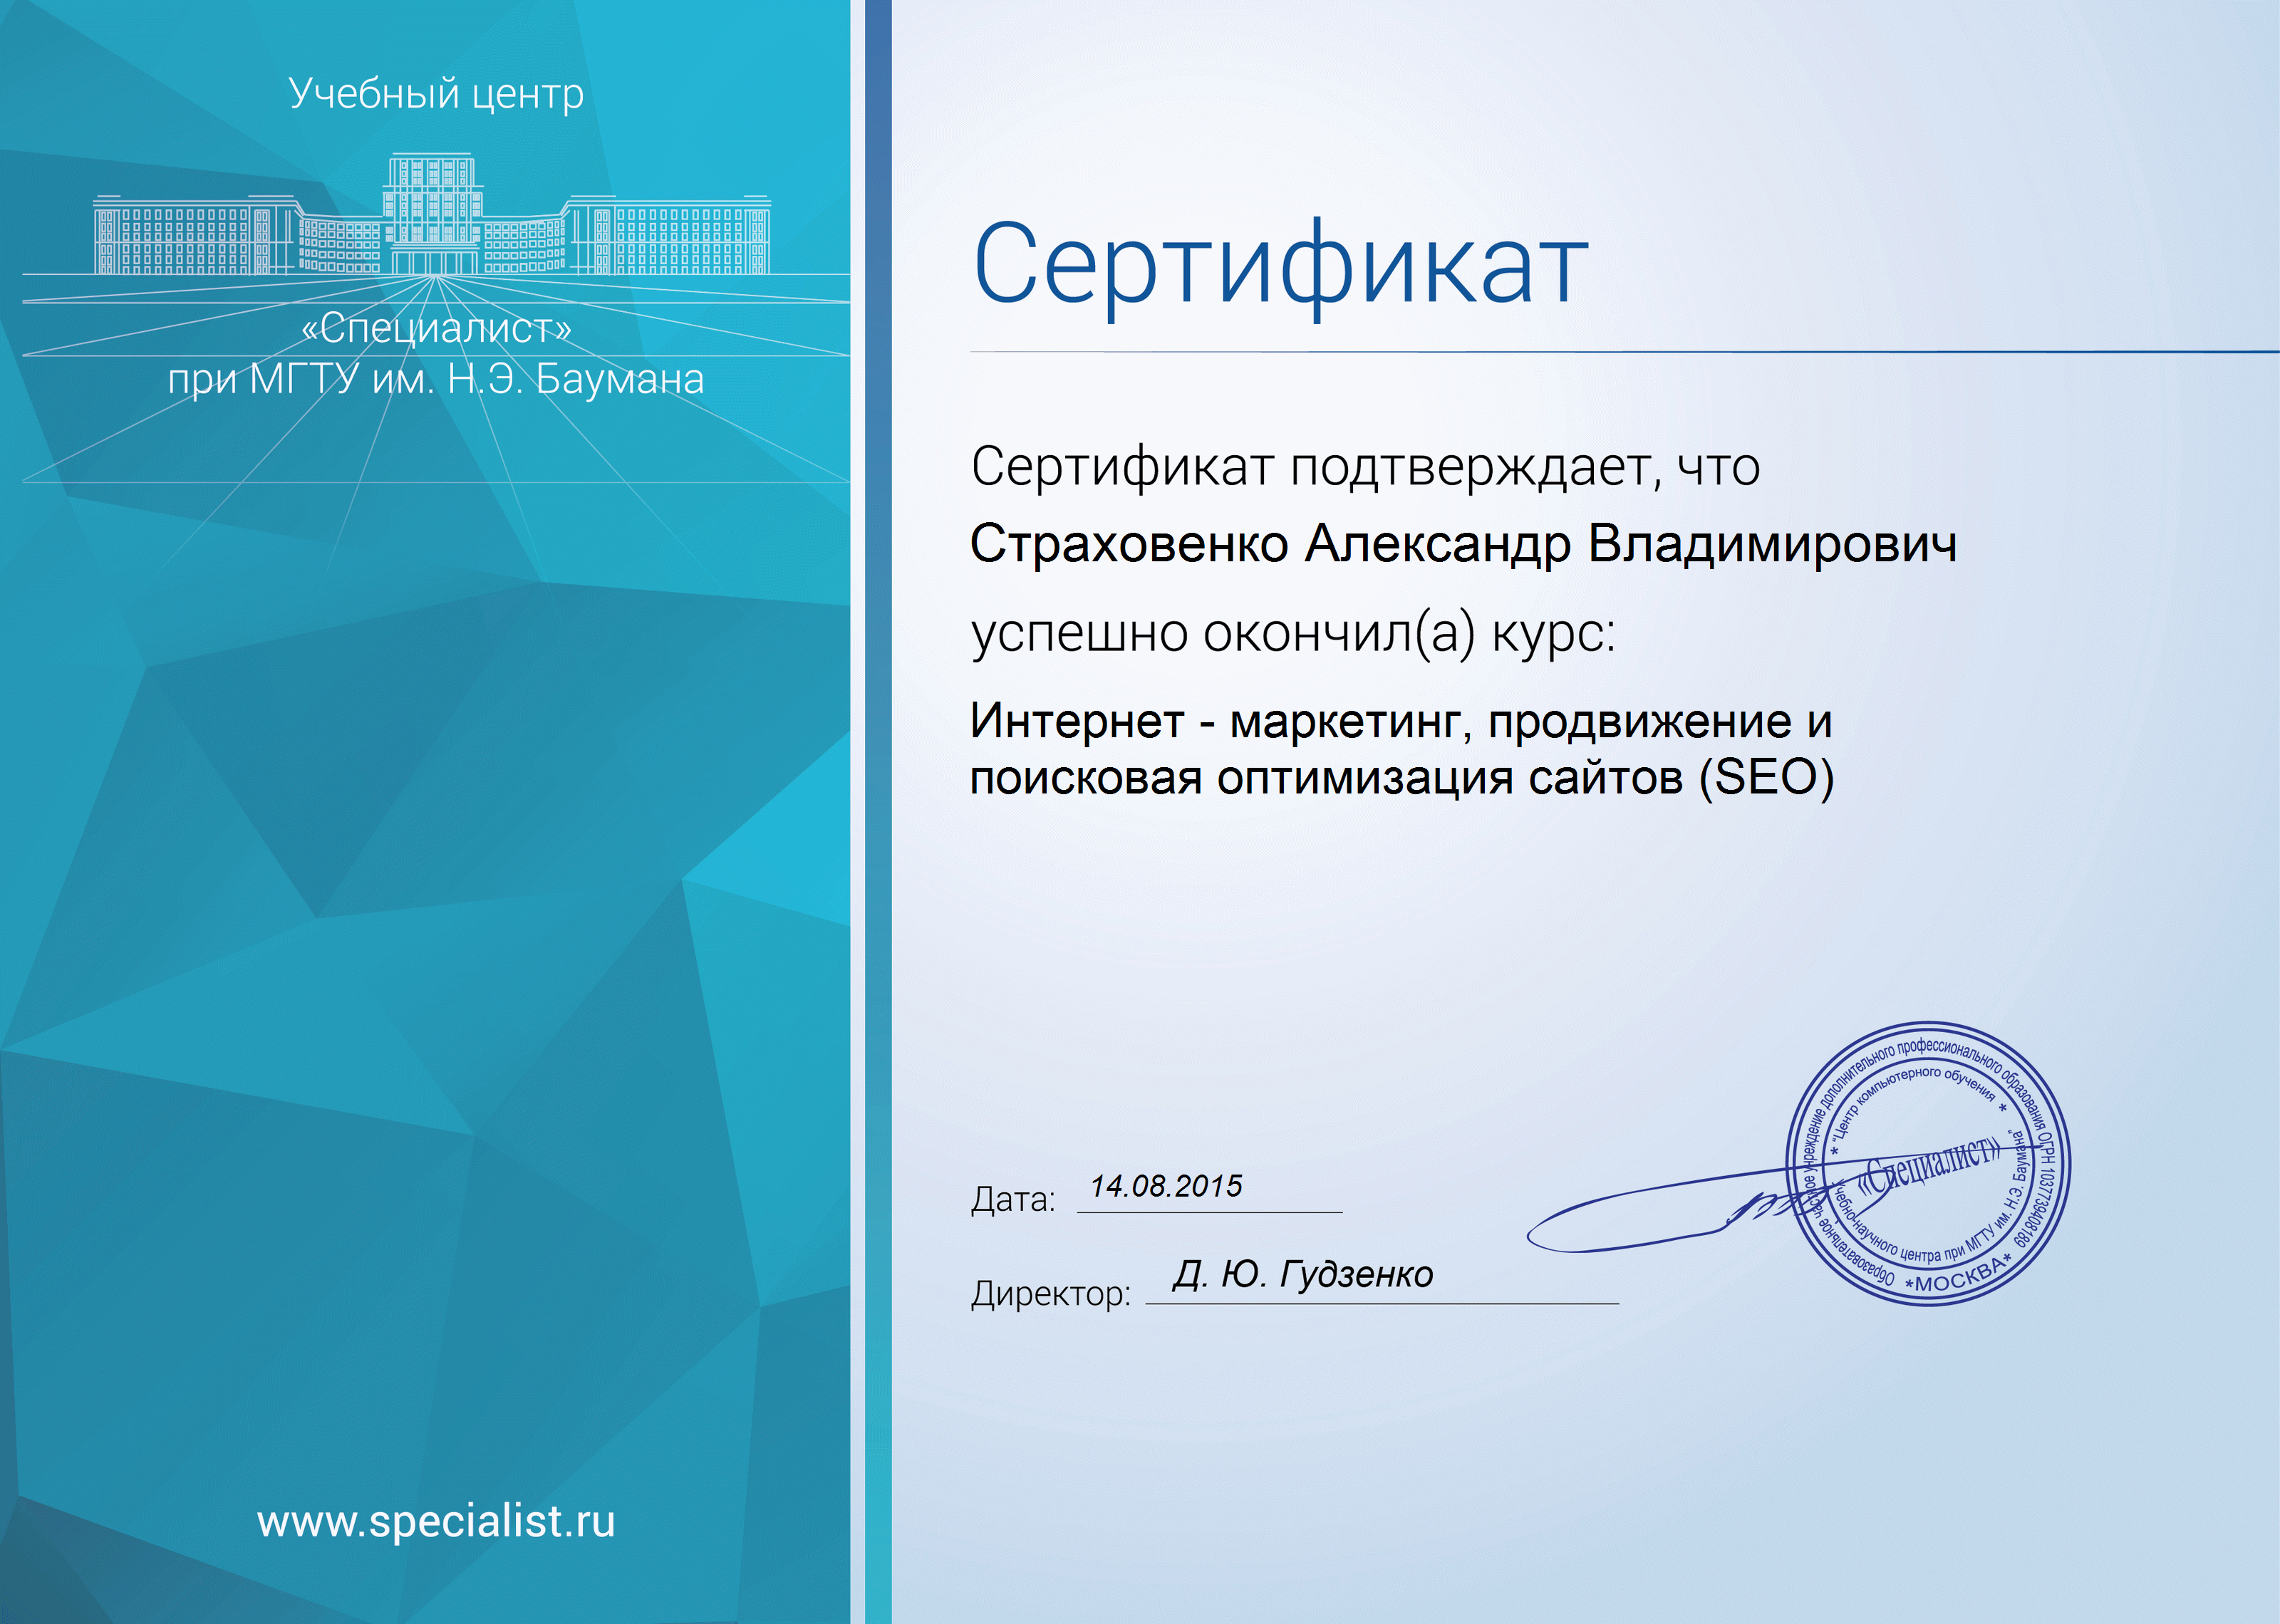 Учебный центр
«Специалист»
при МГТУ им. Н.Э. Баумана
www.specialist.ru
Сертификат
Сертификат подтверждает, что
Страховенко Александр Владимирович
успешно окончил(а) курс:
Интернет - маркетинг, продвижение и
поисковая оптимизация сайтов (SEO)
Дата: 14.08.2015
Директор: Д. Ю. Гудзенко
Образовательное частное учреждение дополнительного профессионального образования ОГРН 1037739408189
*МОСКВА*
* "Центр компьютерного обучения *
Учебно-научного центра при МГТУ им. Н.Э. Баумана"
«Специалист»